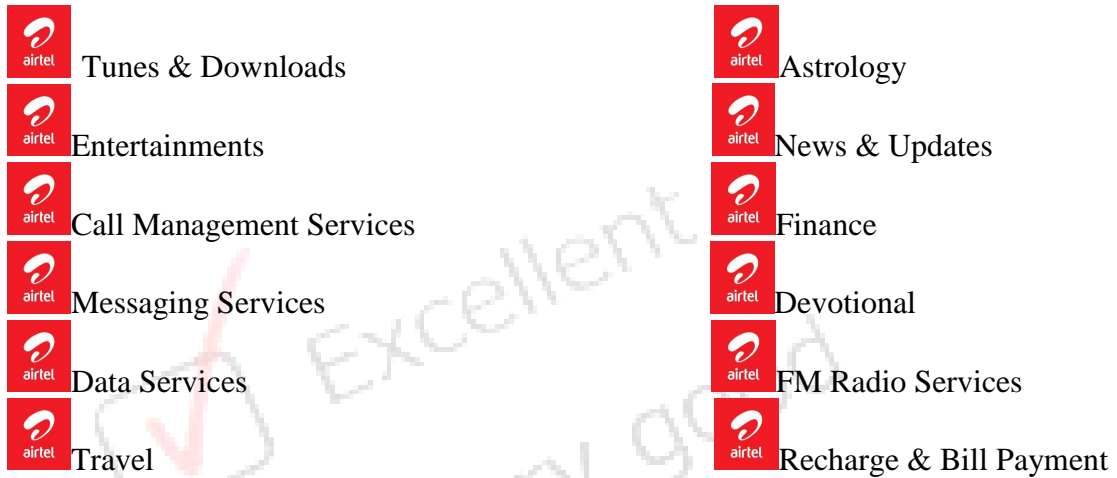 airtel Tunes & Downloads
airtel Entertainments
airtel Call Management Services
airtel Messaging Services
airtel Data Services
airtel Travel
airtel Astrology
airtel News & Updates
airtel Finance
airtel Devotional
airtel FM Radio Services
airtel Recharge & Bill Payment
Excellent
good